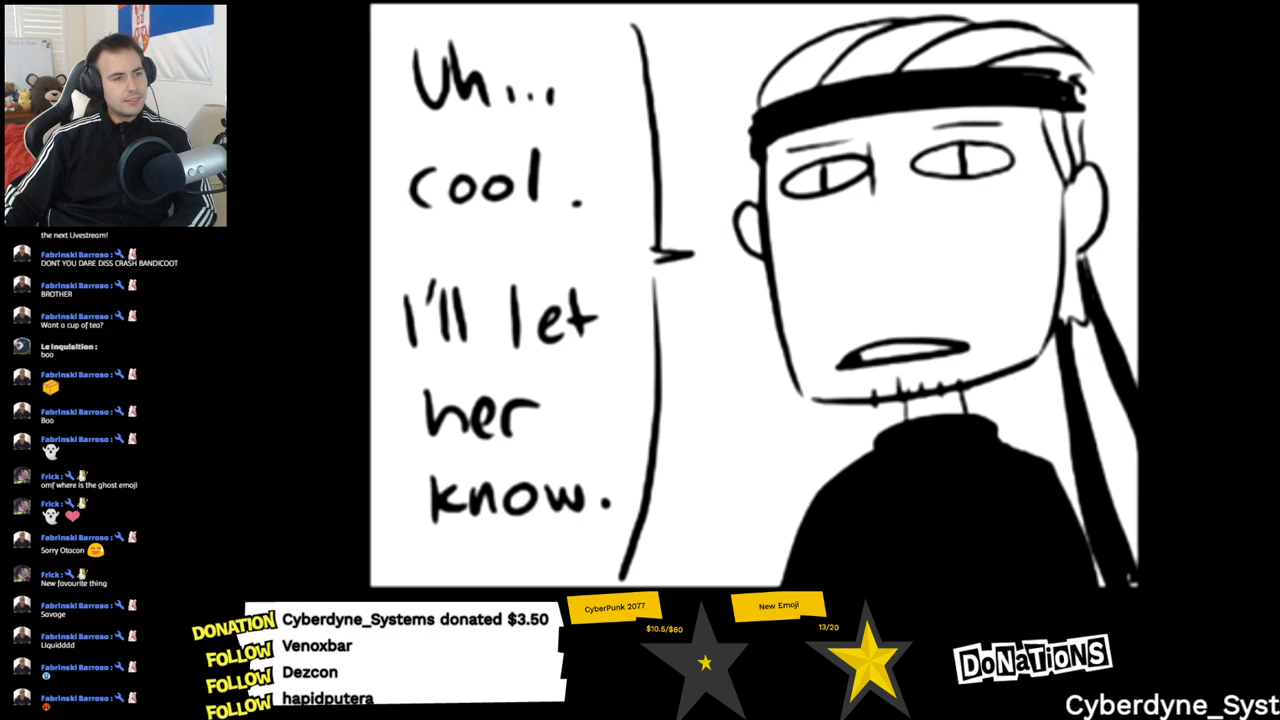 Uh...
cool.
I'll let
her
know.
the next Livestream!
Fabrinski Barroso :
DONT YOU DARE DISS CRASH BANDICOOT
Fabrinski Barroso :
BROTHER
Fabrinski Barroso :
Want a cup of tea?
Le Inquisition :
boo
Fabrinski Barroso :
Fabrinski Barroso :
Boo
Fabrinski Barroso :
Frick :
omf where is the ghost emoji
Frick :
Fabrinski Barroso :
Sorry Otacon
Frick :
New favourite thing
Fabrinski Barroso :
Savage
Fabrinski Barroso :
Liquidddd
Fabrinski Barroso :
Fabrinski Barroso :
DONATION Cyberdyne_Systems donated $3.50
FOLLOW Venoxbar
FOLLOW Dezcon
FOLLOW hapidputera
CyberPunk 2077
$10.5/$80
New Emoji
13/20
DONATIONS
Cyberdyne_Syst